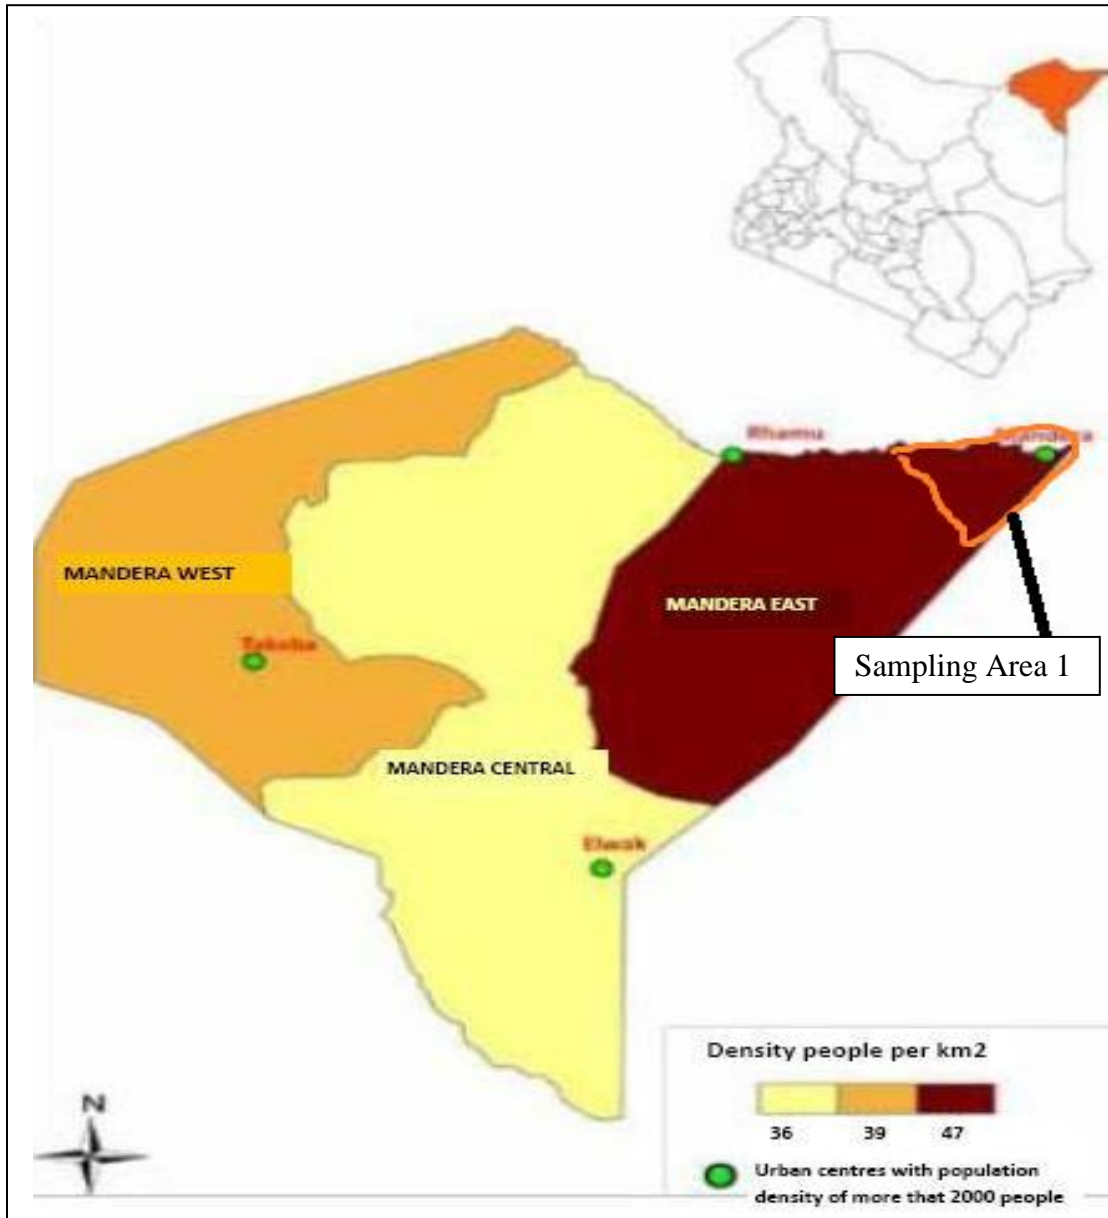 Rhamu
Mandera
MANDERA WEST
MANDERA EAST
Takaba
Sampling Area 1
MANDERA CENTRAL
Elwak
Density people per km2
36 39 47
N
Urban centres with population
density of more that 2000 people